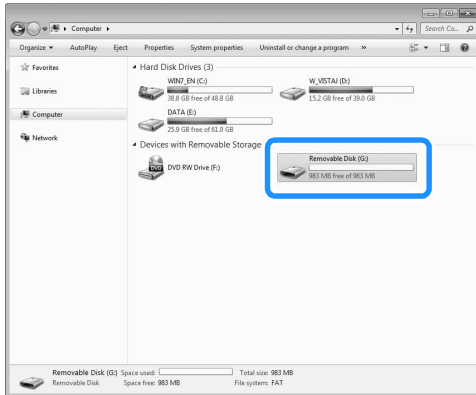 Computer
Search Co...
Organize AutoPlay Eject Properties System properties Uninstall or change a program »
Favorites
Libraries
Computer
Network
Hard Disk Drives (3)
WIN7_EN (C:)
38.8 GB free of 48.8 GB
W_VISTAJ (D:)
15.2 GB free of 39.0 GB
DATA (E:)
25.9 GB free of 61.0 GB
Devices with Removable Storage
DVD RW Drive (F:)
DVD
Removable Disk (G:)
983 MB free of 983 MB
Removable Disk (G:) Space used: Total size: 983 MB
Removable Disk Space free: 983 MB File system: FAT